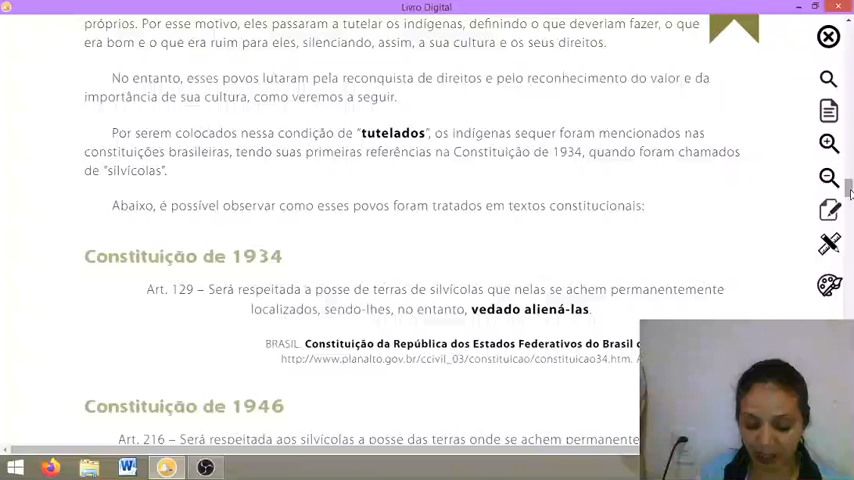 Livro Digital
próprios. Por esse motivo, eles passaram a tutelar os indígenas, definindo o que deveriam fazer, o que
era bom e o que era ruim para eles, silenciando, assim, a sua cultura e os seus direitos.
No entanto, esses povos lutaram pela reconquista de direitos e pelo reconhecimento do valor e da
importância de sua cultura, como veremos a seguir.
Por serem colocados nessa condição de “tutelados”, os indígenas sequer foram mencionados nas
constituições brasileiras, tendo suas primeiras referências na Constituição de 1934, quando foram chamados
de “silvícolas”.
Abaixo, é possível observar como esses povos foram tratados em textos constitucionais:
Constituição de 1934
Art. 129 – Será respeitada a posse de terras de silvícolas que nelas se achem permanentemente
localizados, sendo-lhes, no entanto, vedado aliená-las.
BRASIL. Constituição da República dos Estados Federativos do Brasil
http://www.planalto.gov.br/ccivil_03/constituicao/constituicao34.htm.
Constituição de 1946
Art. 216 – Será respeitada aos silvícolas a posse das terras onde se achem